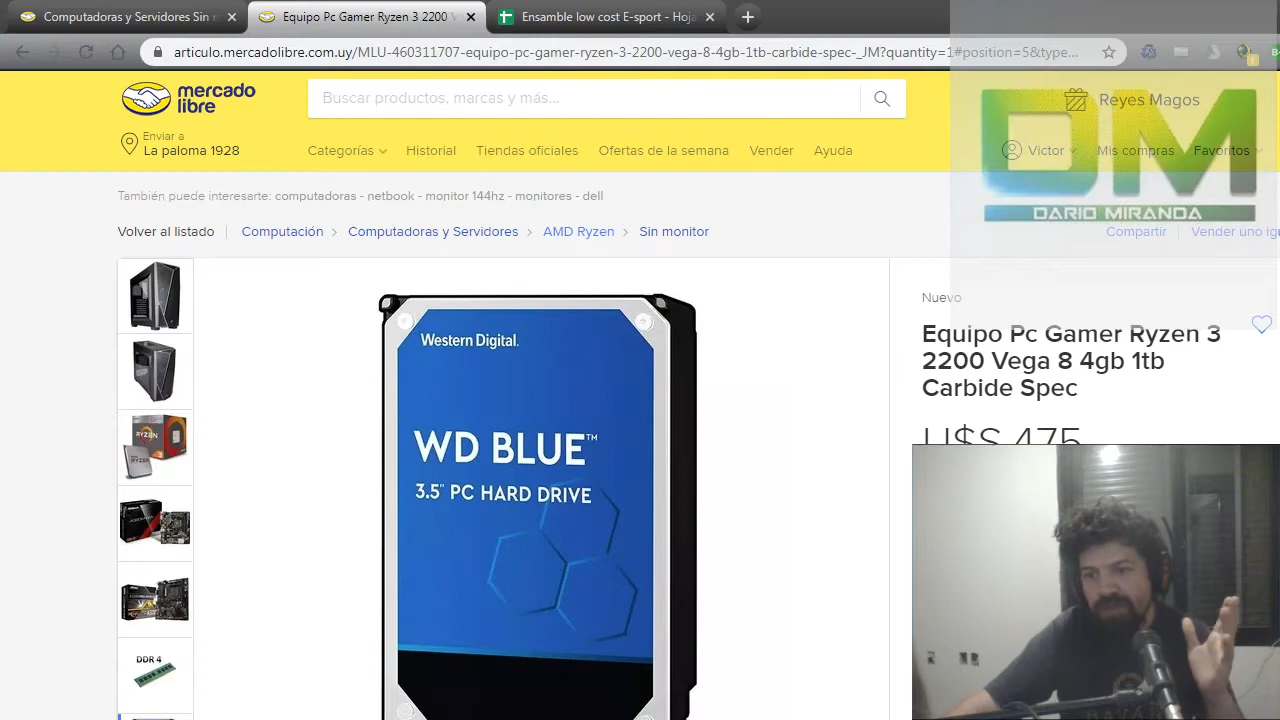 Computadoras y Servidores Sin m
Equipo Pc Gamer Ryzen 3 2200 V
Ensamble low cost E-sport - Hoja
articulo.mercadolibre.com.uy/MLU-460311707-equipo-pc-gamer-ryzen-3-2200-vega-8-4gb-1tb-carbide-spec-_JM?quantity=1#position=5&type...
mercado
libre
Buscar productos, marcas y más...
Reyes Magos
Enviar a
La paloma 1928
Categorías Historial Tiendas oficiales Ofertas de la semana Vender Ayuda
Victor Mis compras Favoritos
DM
DARIO MIRANDA
También puede interesarte: computadoras - netbook - monitor 144hz - monitores - dell
Volver al listado Computación > Computadoras y Servidores > AMD Ryzen > Sin monitor
Compartir Vender uno igu
Nuevo
Equipo Pc Gamer Ryzen 3
2200 Vega 8 4gb 1tb
Carbide Spec
U$S 475
Western Digital.
WD BLUE™
3.5" PC HARD DRIVE
RYZEN
DDR 4